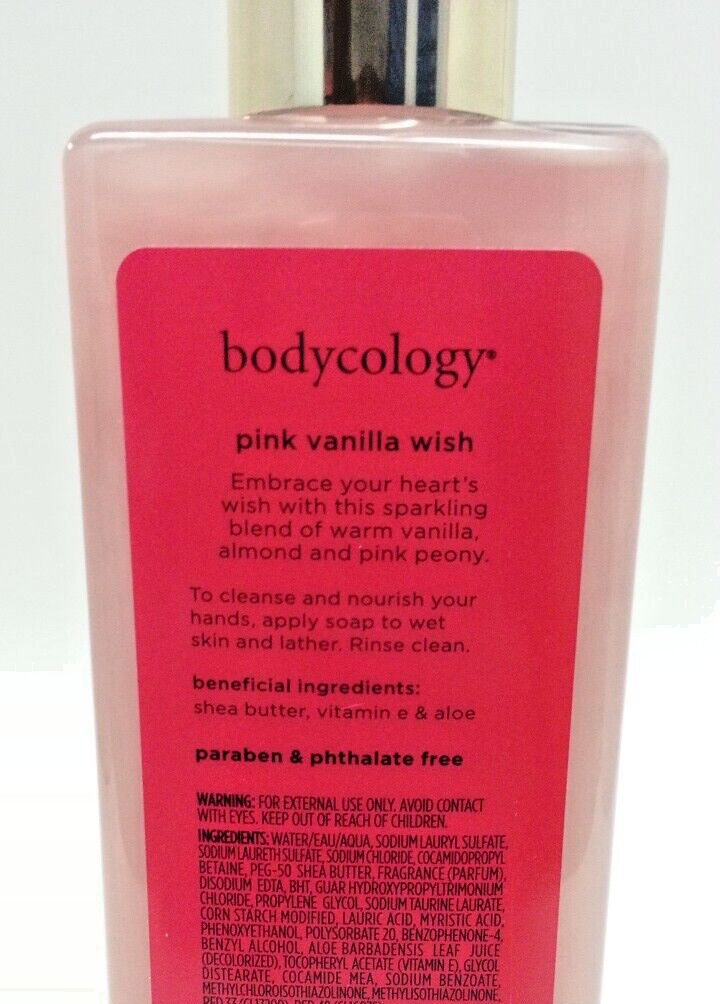 bodycology®
pink vanilla wish
Embrace your heart's
wish with this sparkling
blend of warm vanilla,
almond and pink peony.
To cleanse and nourish your
hands, apply soap to wet
skin and lather. Rinse clean.
beneficial ingredients:
shea butter, vitamin e & aloe
paraben & phthalate free
WARNING: FOR EXTERNAL USE ONLY. AVOID CONTACT
WITH EYES. KEEP OUT OF REACH OF CHILDREN.
INGREDIENTS: WATER/EAU/AQUA, SODIUM LAURYL SULFATE,
SODIUM LAURETH SULFATE, SODIUM CHLORIDE, COCAMIDOPROPYL
BETAINE, PEG-50 SHEA BUTTER, FRAGRANCE (PARFUM),
DISODIUM EDTA, BHT, GUAR HYDROXYPROPYLTRIMONIUM
CHLORIDE, PROPYLENE GLYCOL, SODIUM TAURINE LAURATE,
CORN STARCH MODIFIED, LAURIC ACID, MYRISTIC ACID,
PHENOXYETHANOL, POLYSORBATE 20, BENZOPHENONE-4,
BENZYL ALCOHOL, ALOE BARBADENSIS LEAF JUICE
(DECOLORIZED), TOCOPHERYL ACETATE (VITAMIN E), GLYCOL
DISTEARATE, COCAMIDE MEA, SODIUM BENZOATE,
METHYLCHLOROISOTHIAZOLINONE, METHYLISOTHIAZOLINONE,
RED 33